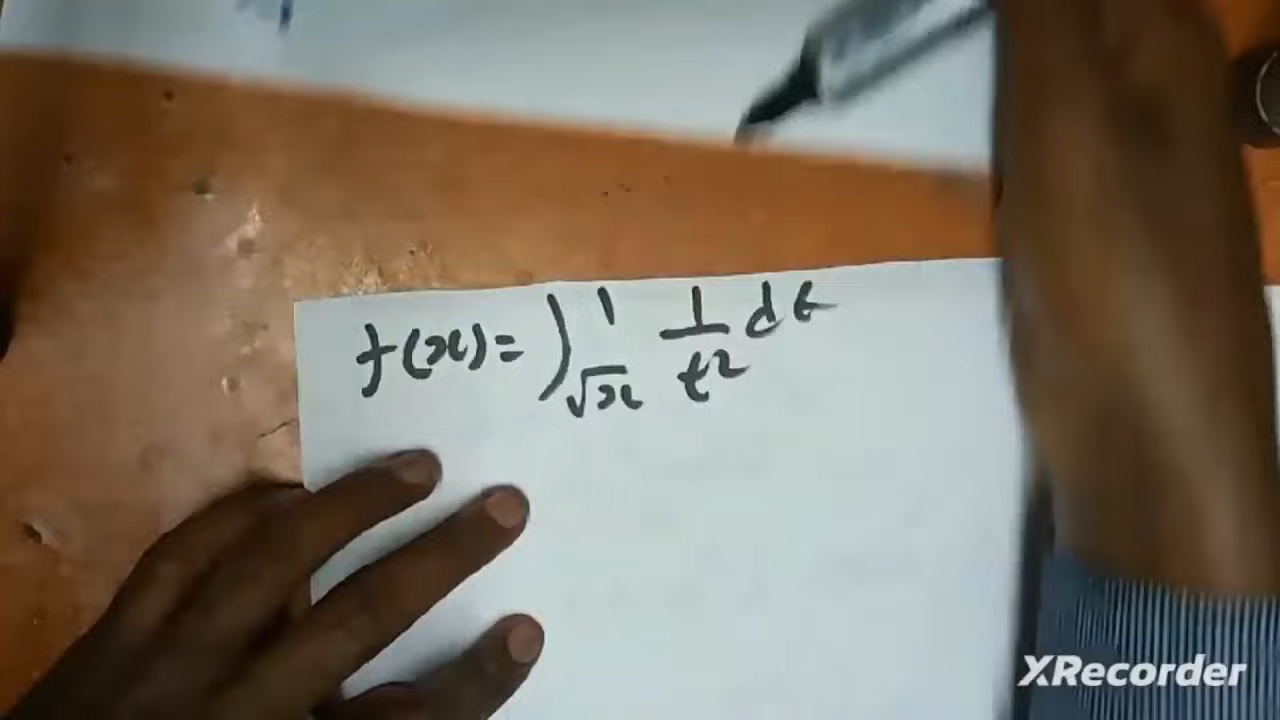 f(x) = ∫_{√x}^{1} 1/t² dt
XRecorder